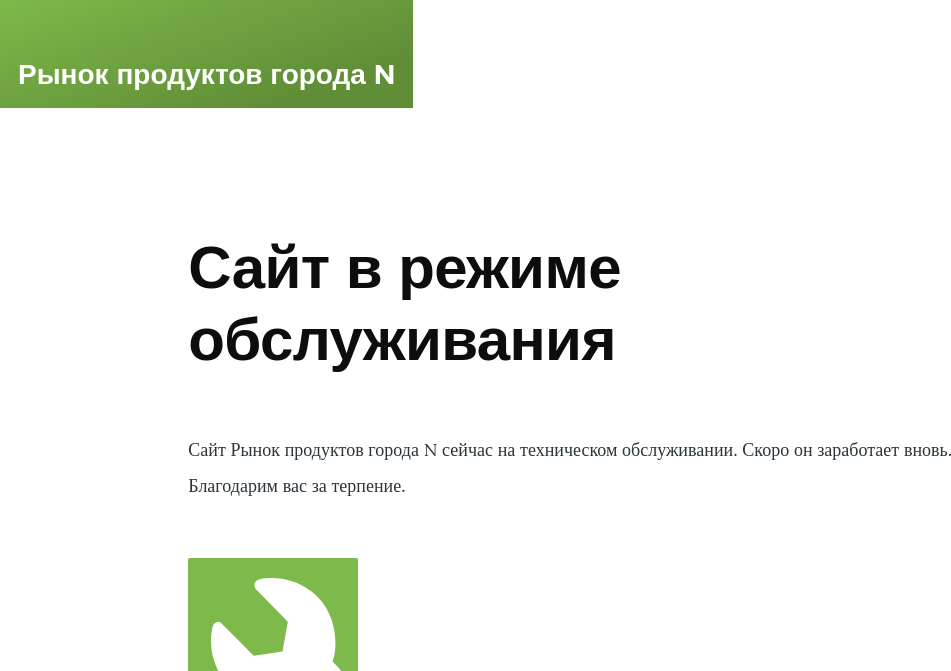 Рынок продуктов города N
Сайт в режиме
обслуживания
Сайт Рынок продуктов города N сейчас на техническом обслуживании. Скоро он заработает вновь.
Благодарим вас за терпение.